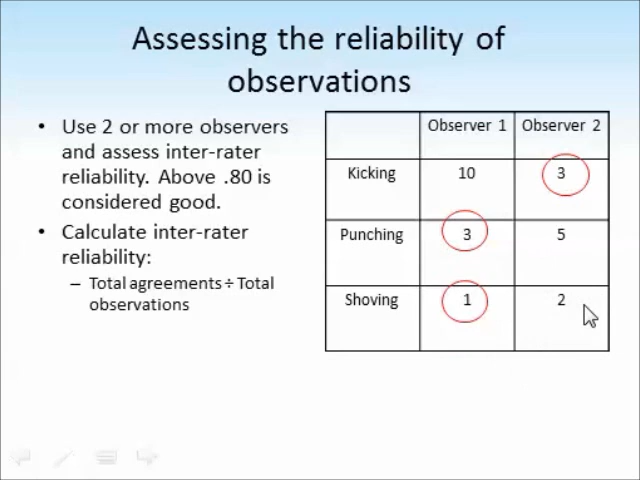 Assessing the reliability of
observations
• Use 2 or more observers
and assess inter-rater
reliability. Above .80 is
considered good.
• Calculate inter-rater
reliability:
– Total agreements ÷ Total
observations
Observer 1 Observer 2
Kicking 10 3
Punching 3 5
Shoving 1 2